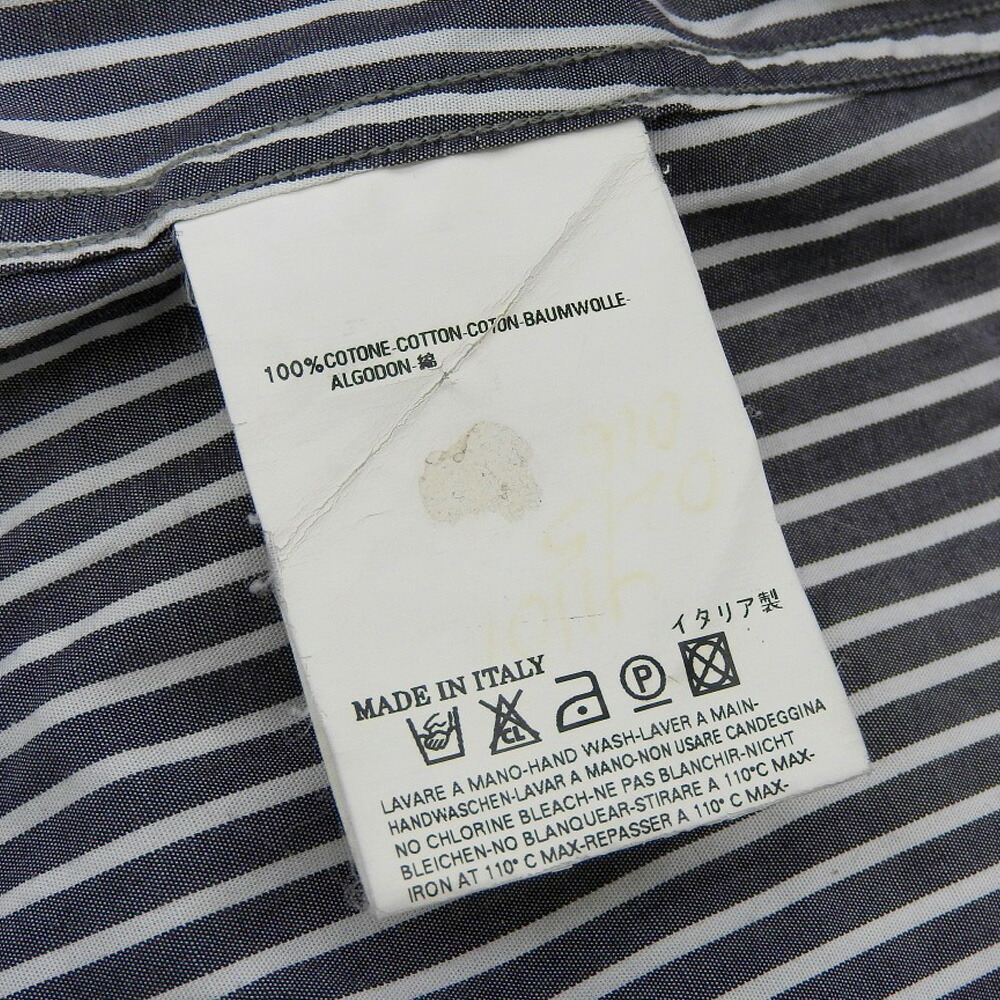 100%COTONE-COTTON-COTON-BAUMWOLLE-
ALGODON-綿
イタリア製
MADE IN ITALY
CL
P
LAVARE A MANO-HAND WASH-LAVER A MAIN-
HANDWASCHEN-LAVAR A MANO-NON USARE CANDEGGINA
NO CHLORINE BLEACH-NE PAS BLANCHIR-NICHT
BLEICHEN-NO BLANQUEAR-STIRARE A 110°C MAX-
IRON AT 110° C MAX-REPASSER A 110° C MAX-